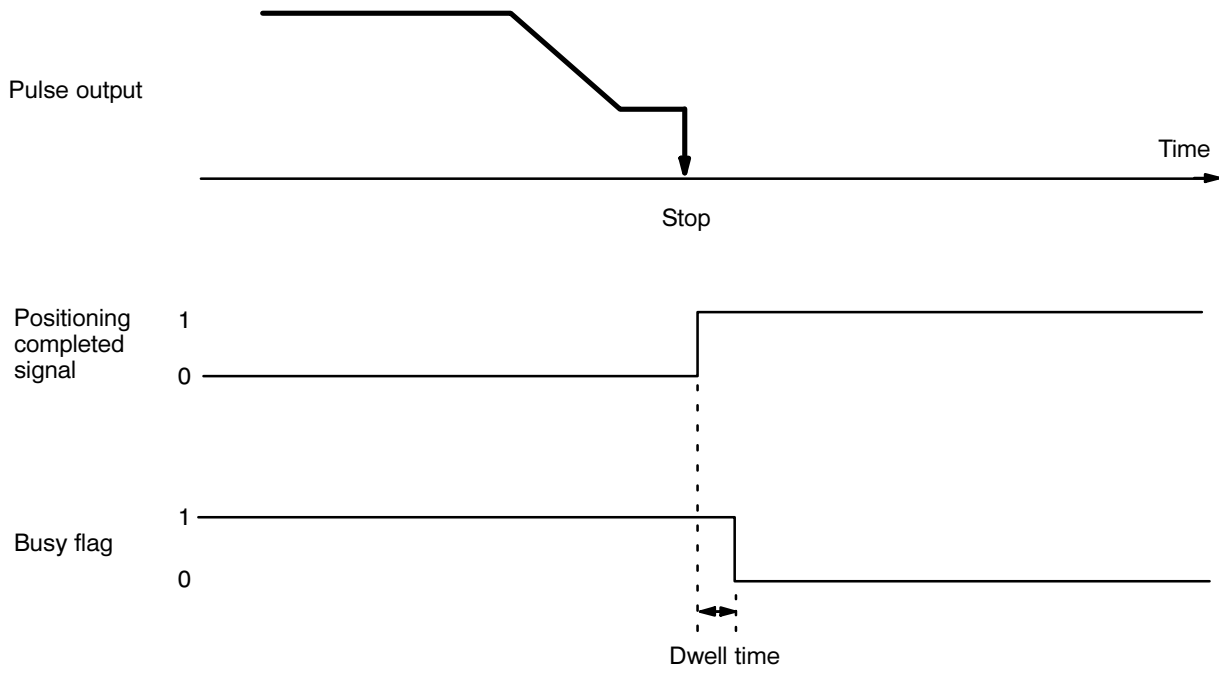 Pulse output
Time
Stop
Positioning
completed
signal
1
0
Busy flag
1
0
Dwell time